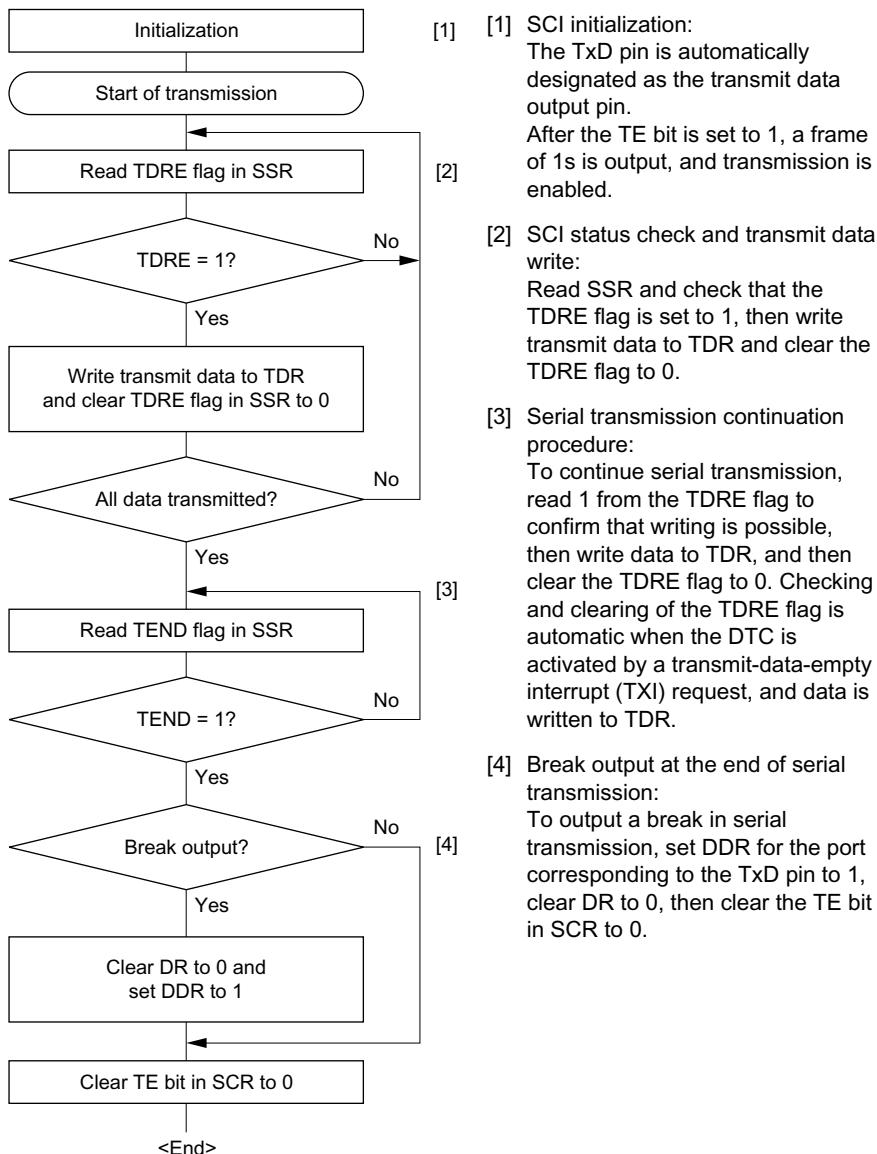 Initialization
[1]
Start of transmission
Read TDRE flag in SSR
[2]
TDRE = 1?
No
Yes
Write transmit data to TDR
and clear TDRE flag in SSR to 0
All data transmitted?
No
Yes
[3]
Read TEND flag in SSR
TEND = 1?
No
Yes
Break output?
No
[4]
Yes
Clear DR to 0 and
set DDR to 1
Clear TE bit in SCR to 0
<End>
[1] SCI initialization:
The TxD pin is automatically
designated as the transmit data
output pin.
After the TE bit is set to 1, a frame
of 1s is output, and transmission is
enabled.
[2] SCI status check and transmit data
write:
Read SSR and check that the
TDRE flag is set to 1, then write
transmit data to TDR and clear the
TDRE flag to 0.
[3] Serial transmission continuation
procedure:
To continue serial transmission,
read 1 from the TDRE flag to
confirm that writing is possible,
then write data to TDR, and then
clear the TDRE flag to 0. Checking
and clearing of the TDRE flag is
automatic when the DTC is
activated by a transmit-data-empty
interrupt (TXI) request, and data is
written to TDR.
[4] Break output at the end of serial
transmission:
To output a break in serial
transmission, set DDR for the port
corresponding to the TxD pin to 1,
clear DR to 0, then clear the TE bit
in SCR to 0.